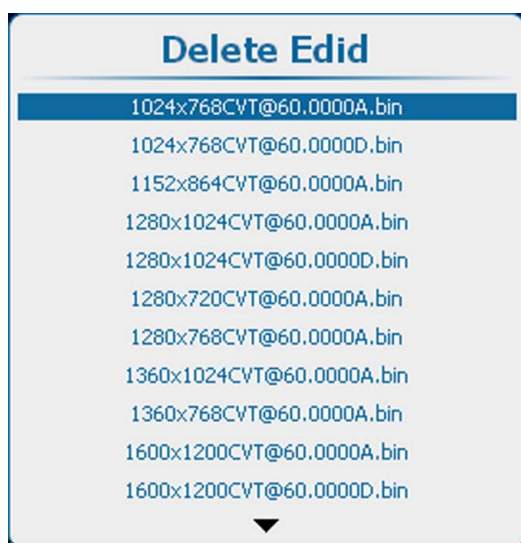 Delete Edid
1024x768CVT@60.0000A.bin
1024x768CVT@60.0000D.bin
1152x864CVT@60.0000A.bin
1280x1024CVT@60.0000A.bin
1280x1024CVT@60.0000D.bin
1280x720CVT@60.0000A.bin
1280x768CVT@60.0000A.bin
1360x1024CVT@60.0000A.bin
1360x768CVT@60.0000A.bin
1600x1200CVT@60.0000A.bin
1600x1200CVT@60.0000D.bin